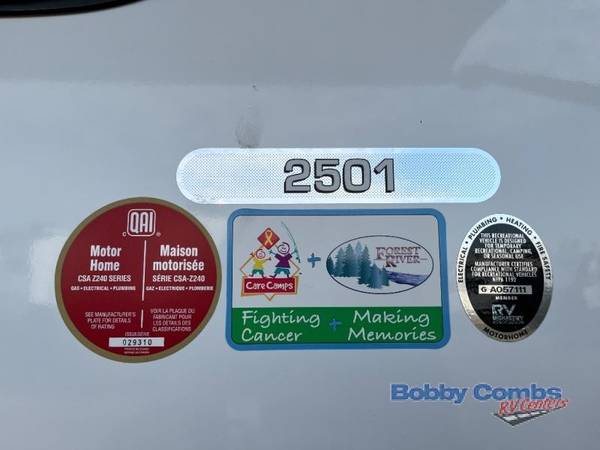 2501
QAI
Motor
Home
CSA Z240 SERIES
GAS • ELECTRICAL • PLUMBING
SEE MANUFACTURER'S
PLATE FOR DETAILS
OF RATING
Maison
motorisée
SÉRIE CSA-Z240
GAZ • ÉLECTRIQUE • PLOMBERIE
VOIR LA PLAQUE DU
FABRICANT POUR
LES DÉTAILS DES
CLASSIFICATIONS
029310
Care Camps
+
FOREST
RIVER
Fighting
Cancer
+
Making
Memories
ELECTRICAL • PLUMBING • HEATING • FIRE SAFETY
THIS RECREATIONAL
VEHICLE IS DESIGNED
FOR TEMPORARY
RECREATIONAL, CAMPING,
OR SEASONAL USE
MANUFACTURER CERTIFIES
COMPLIANCE WITH STANDARD
FOR RECREATIONAL VEHICLES
NFPA 1192
G AO57111
MEMBER
RV
INDUSTRY
MOTORHOME
Bobby Combs
RV Centers